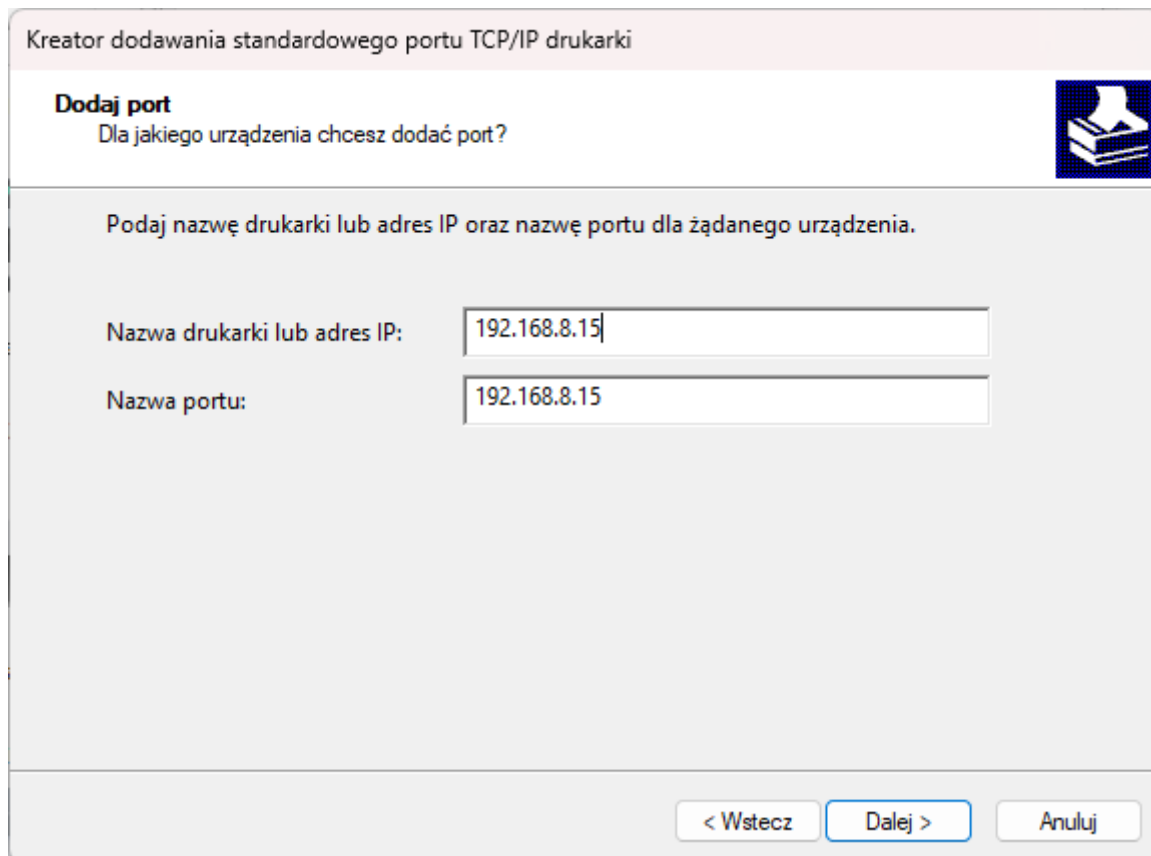 Kreator dodawania standardowego portu TCP/IP drukarki
Dodaj port
Dla jakiego urządzenia chcesz dodać port?
Podaj nazwę drukarki lub adres IP oraz nazwę portu dla żądanego urządzenia.
Nazwa drukarki lub adres IP: 192.168.8.15
Nazwa portu: 192.168.8.15
< Wstecz Dalej > Anuluj